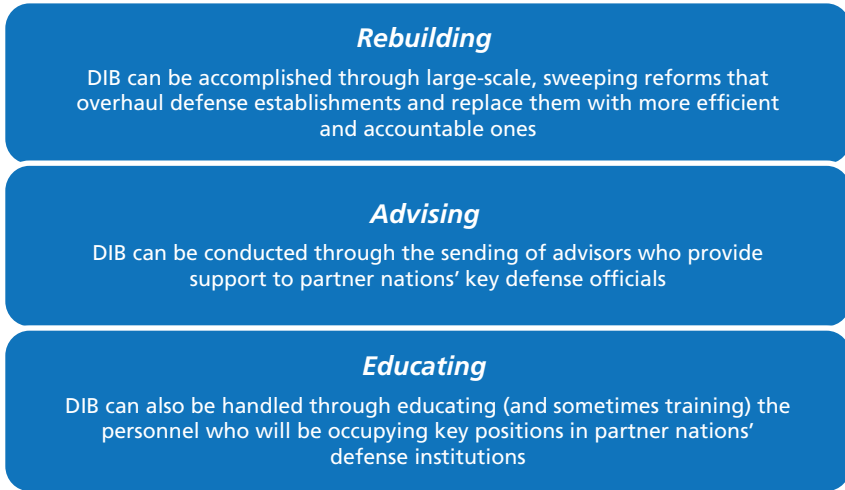 Rebuilding
DIB can be accomplished through large-scale, sweeping reforms that
overhaul defense establishments and replace them with more efficient
and accountable ones
Advising
DIB can be conducted through the sending of advisors who provide
support to partner nations’ key defense officials
Educating
DIB can also be handled through educating (and sometimes training) the
personnel who will be occupying key positions in partner nations’
defense institutions